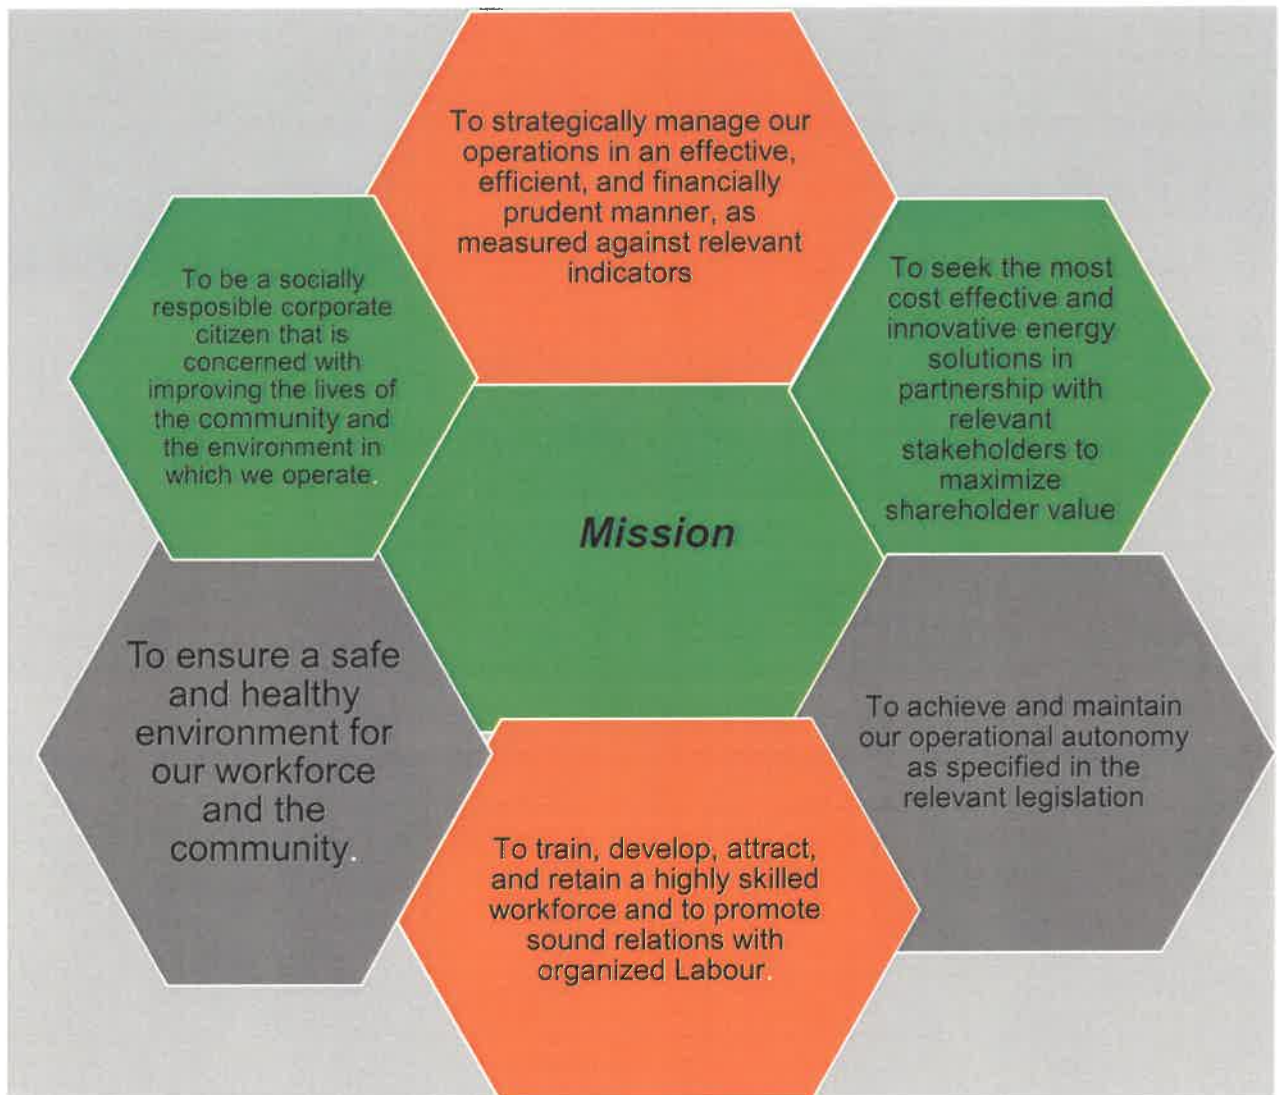 To strategically manage our
operations in an effective,
efficient, and financially
prudent manner, as
measured against relevant
indicators
To be a socially
resposible corporate
citizen that is
concerned with
improving the lives of
the community and
the environment in
which we operate.
To seek the most
cost effective and
innovative energy
solutions in
partnership with
relevant
stakeholders to
maximize
shareholder value
Mission
To ensure a safe
and healthy
environment for
our workforce
and the
community.
To achieve and maintain
our operational autonomy
as specified in the
relevant legislation
To train, develop, attract,
and retain a highly skilled
workforce and to promote
sound relations with
organized Labour.